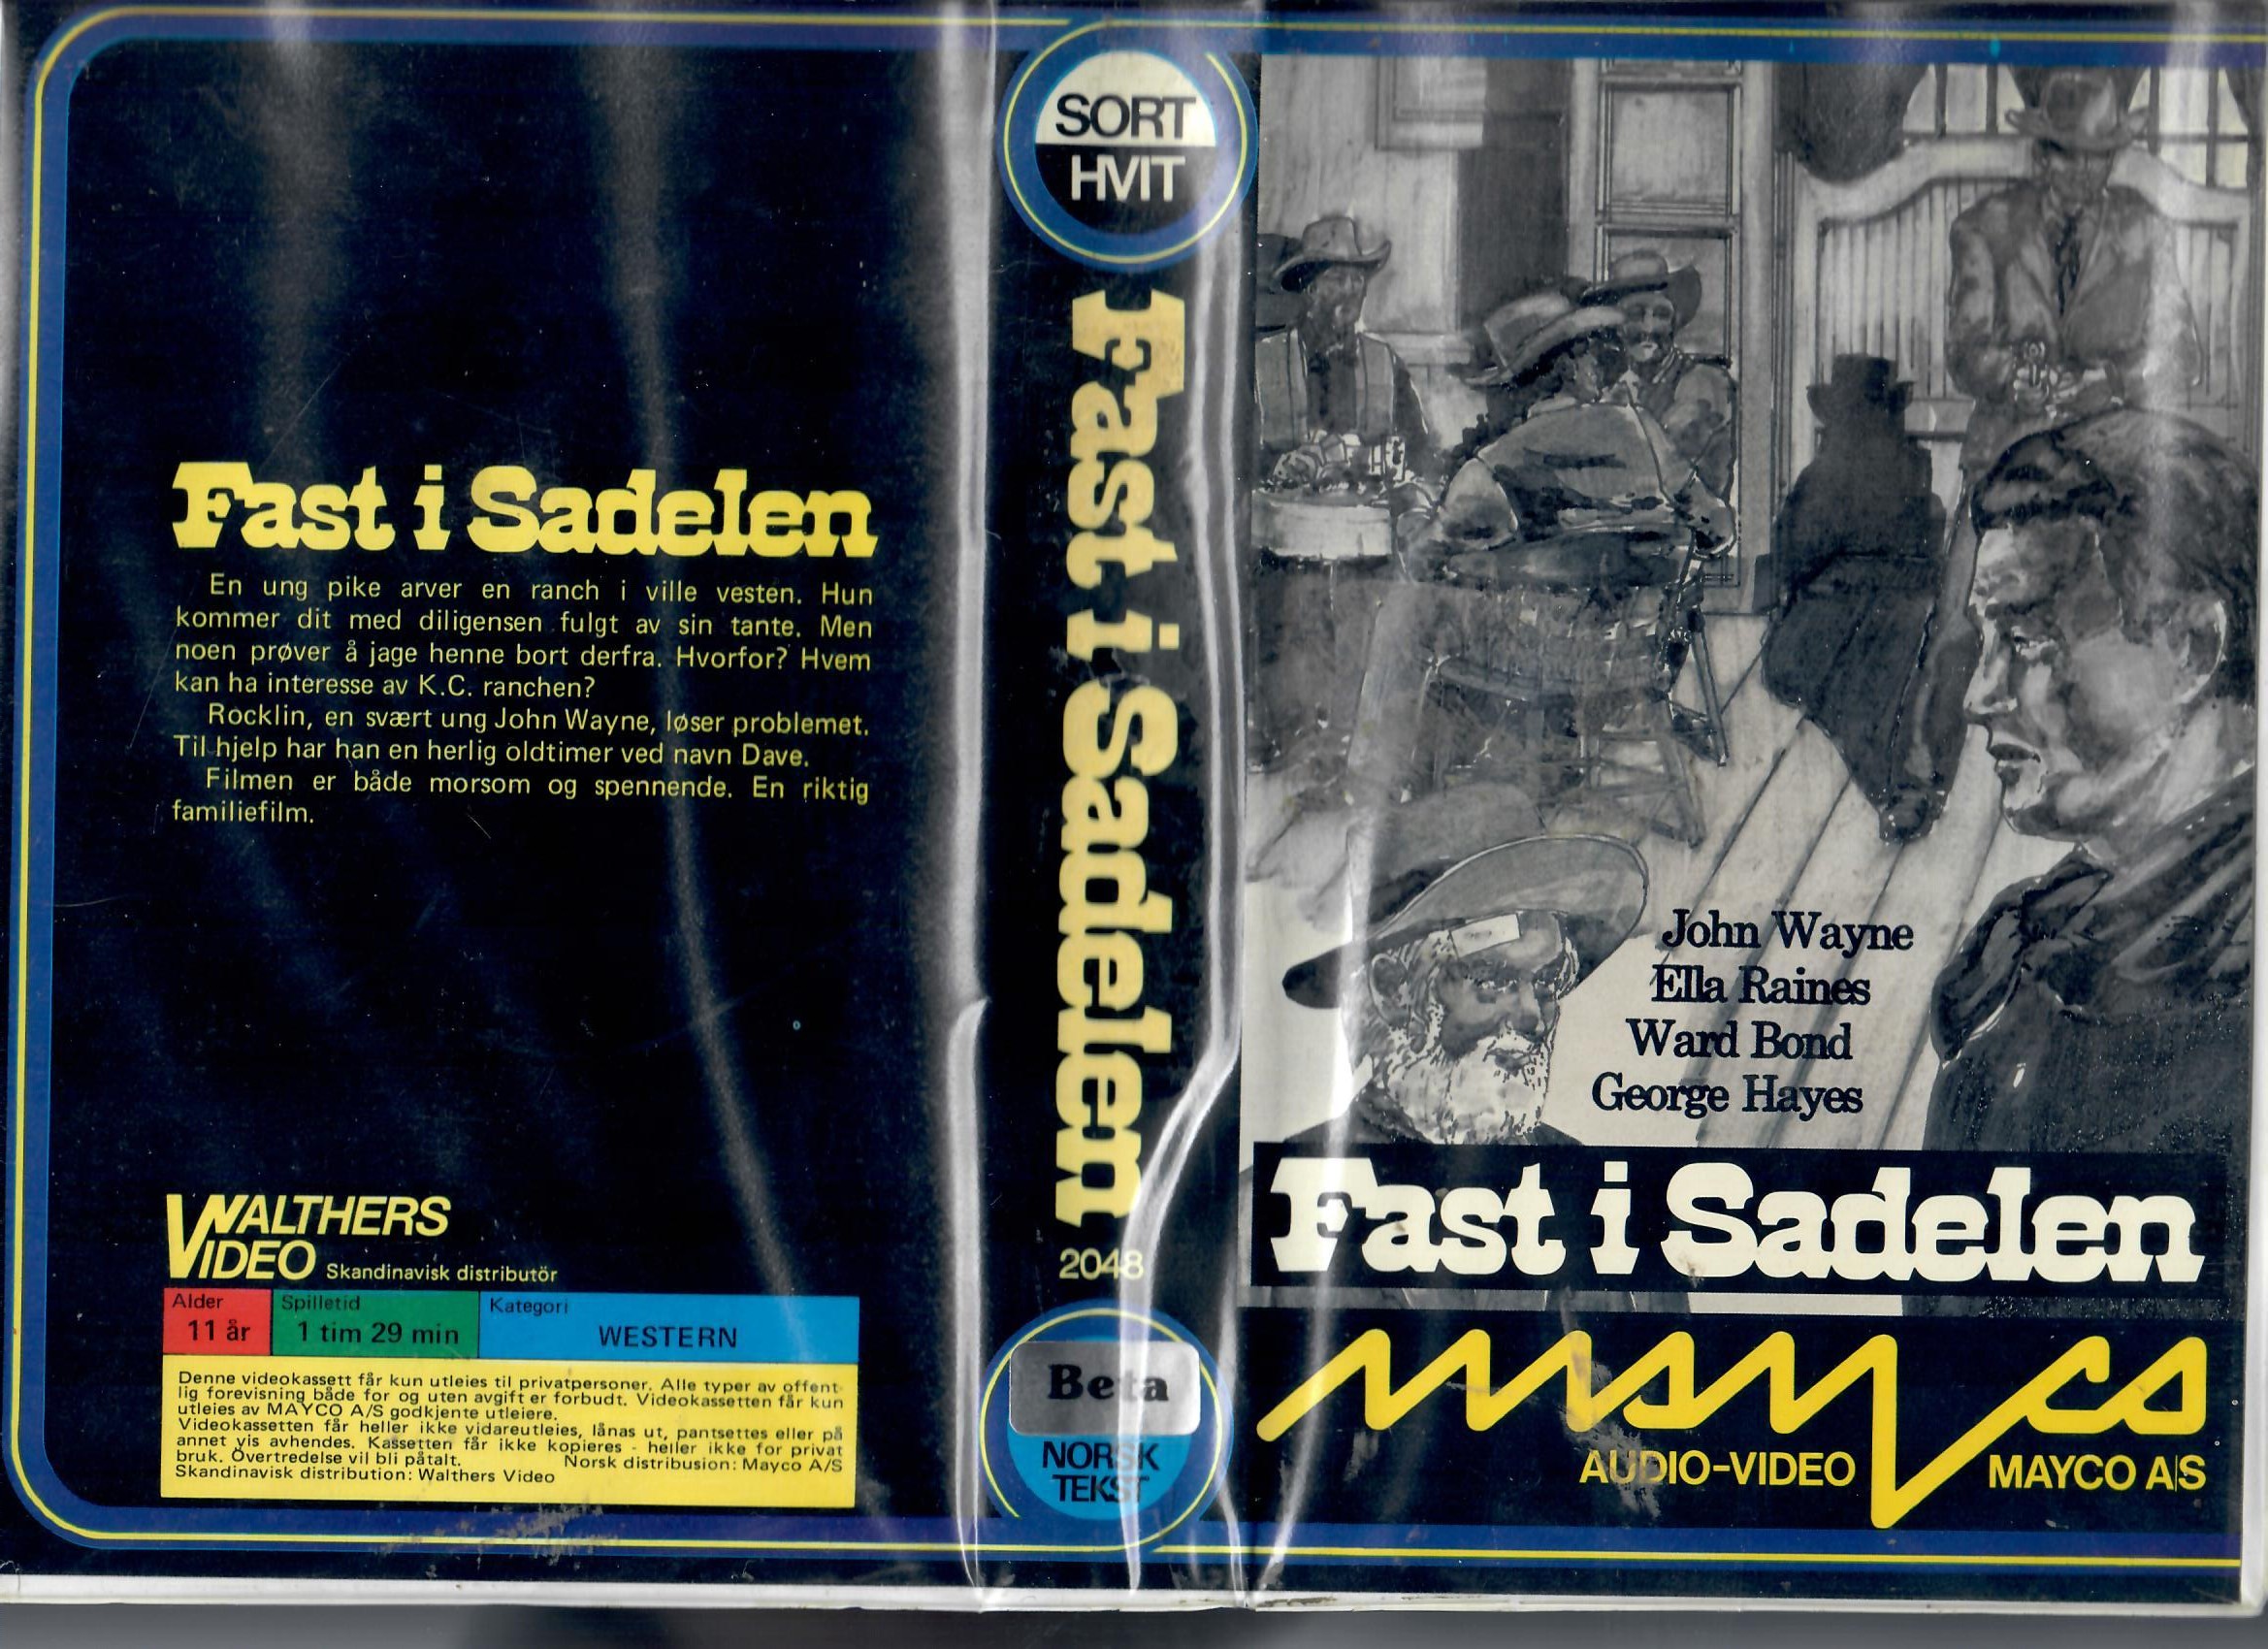 Fast i Sadelen
En ung pike arver en ranch i ville vesten. Hun
kommer dit med diligensen fulgt av sin tante. Men
noen prøver å jage henne bort derfra. Hvorfor? Hvem
kan ha interesse av K.C. ranchen?
Rocklin, en svært ung John Wayne, løser problemet.
Til hjelp har han en herlig oldtimer ved navn Dave.
Filmen er både morsom og spennende. En riktig
familiefilm.
WALTHERS
VIDEO Skandinavisk distributör
Alder
11 år
Spilletid
1 tim 29 min
Kategori
WESTERN
Denne videokassett får kun utleies til privatpersoner. Alle typer av offent-
lig forevisning både for og uten avgift er forbudt. Videokassetten får kun
utleies av MAYCO A/S godkjente utleiere.
Videokassetten får heller ikke vidareutleies, lånas ut, pantsettes eller på
annet vis avhendes. Kassetten får ikke kopieres - heller ikke for privat
bruk. Overtredelse vil bli påtalt. Norsk distribusion: Mayco A/S
Skandinavisk distribution: Walthers Video
SORT
HVIT
Fast i Sadelen
2048
Beta
NORSK
TEKST
John Wayne
Ella Raines
Ward Bond
George Hayes
Fast i Sadelen
mayco
AUDIO-VIDEO MAYCO A/S